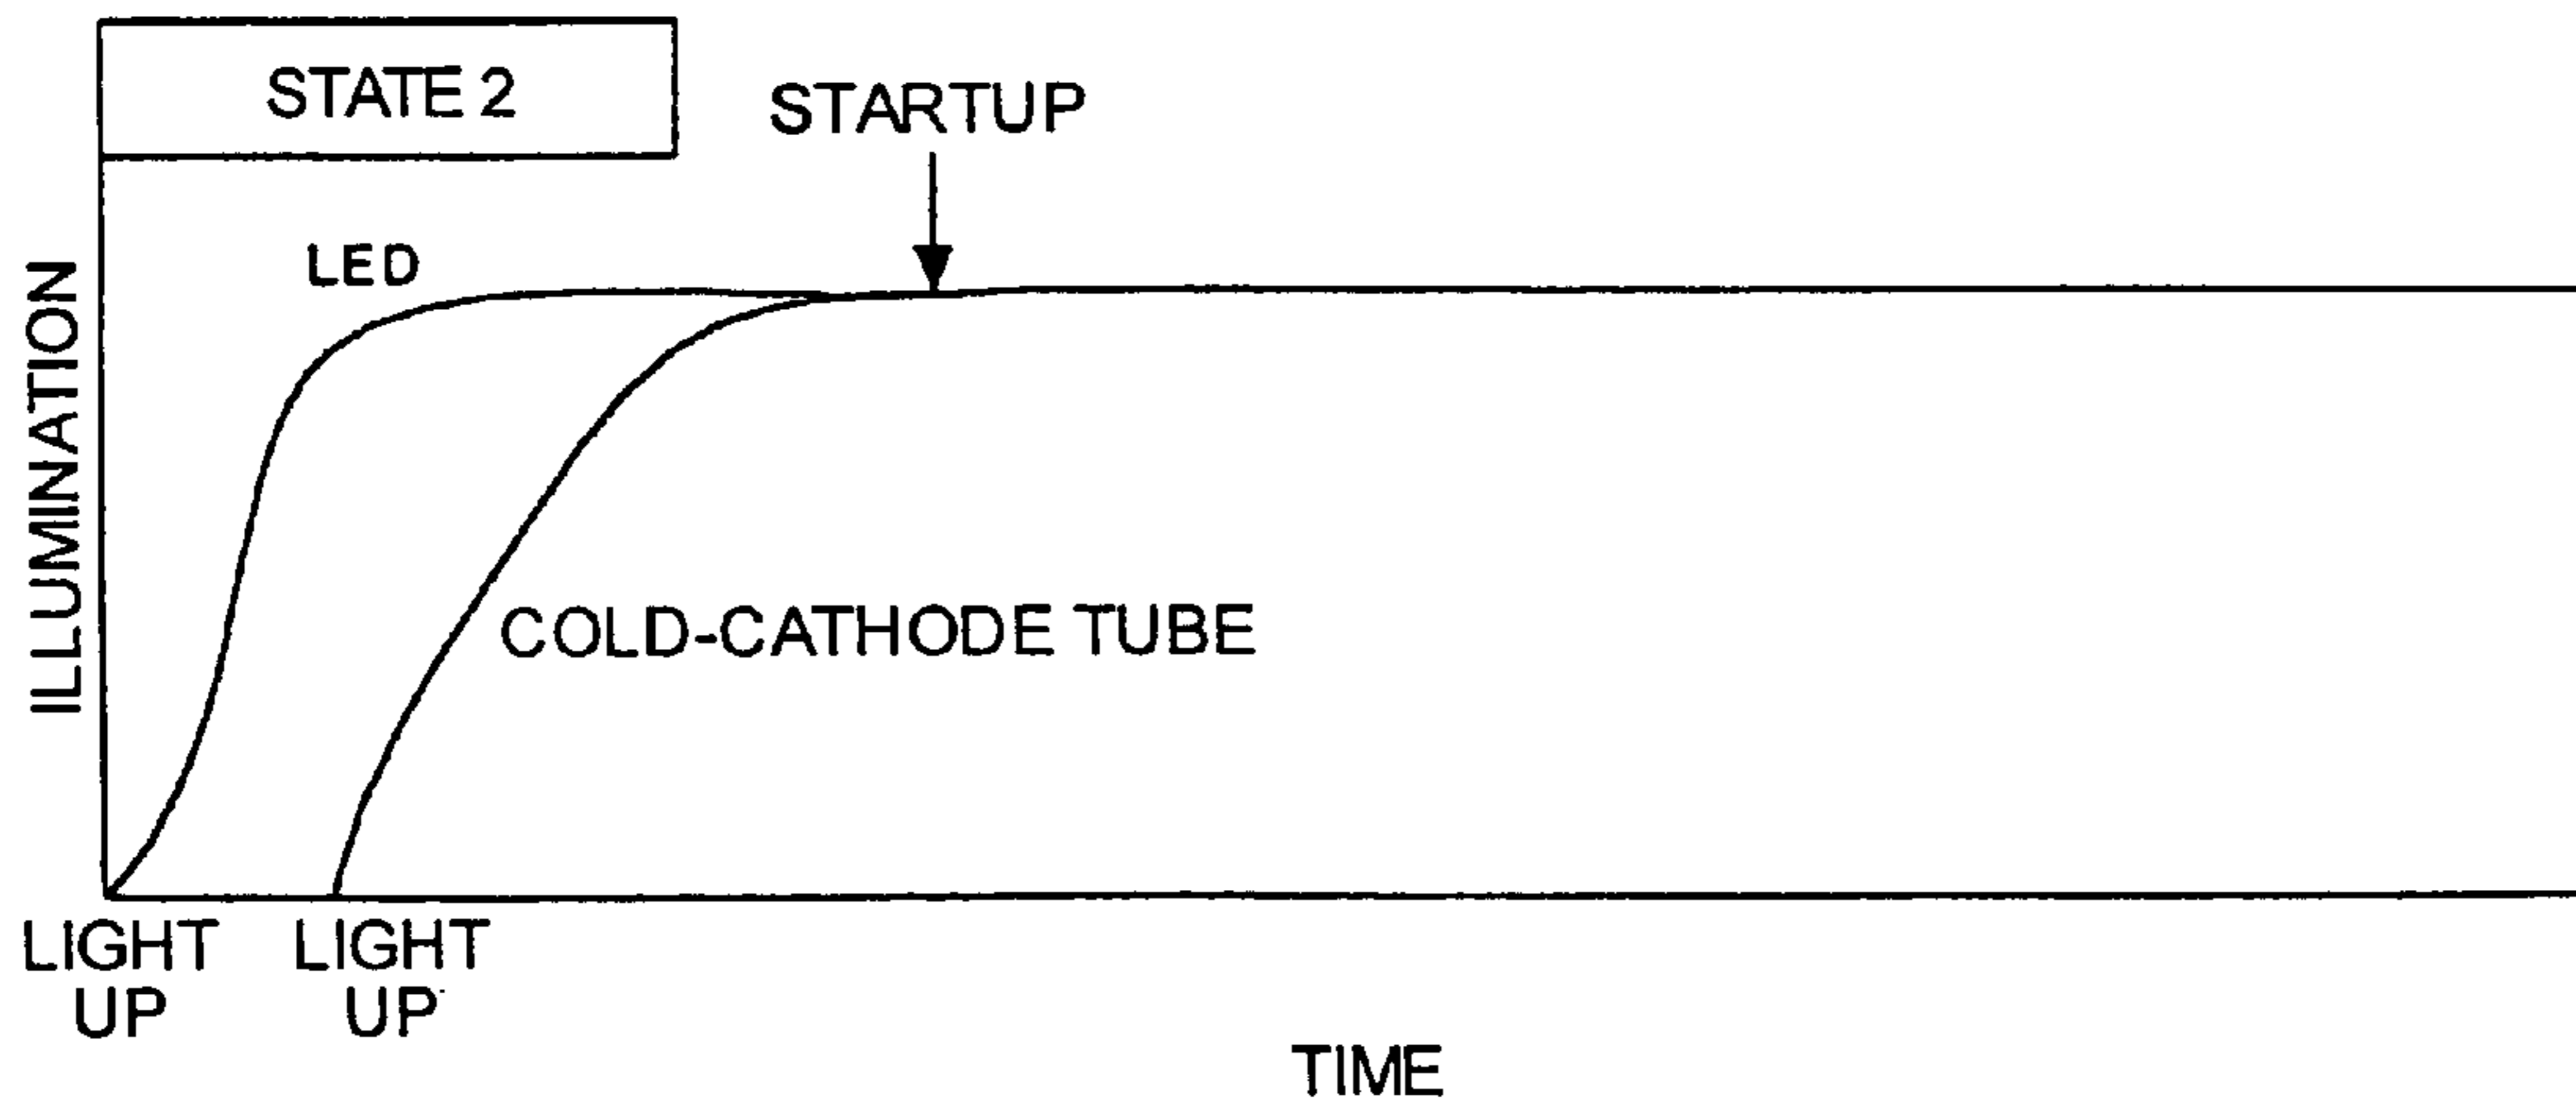 STATE 2
STARTUP
LED
ILLUMINATION
COLD-CATHODE TUBE
LIGHT
UP
LIGHT
UP
TIME